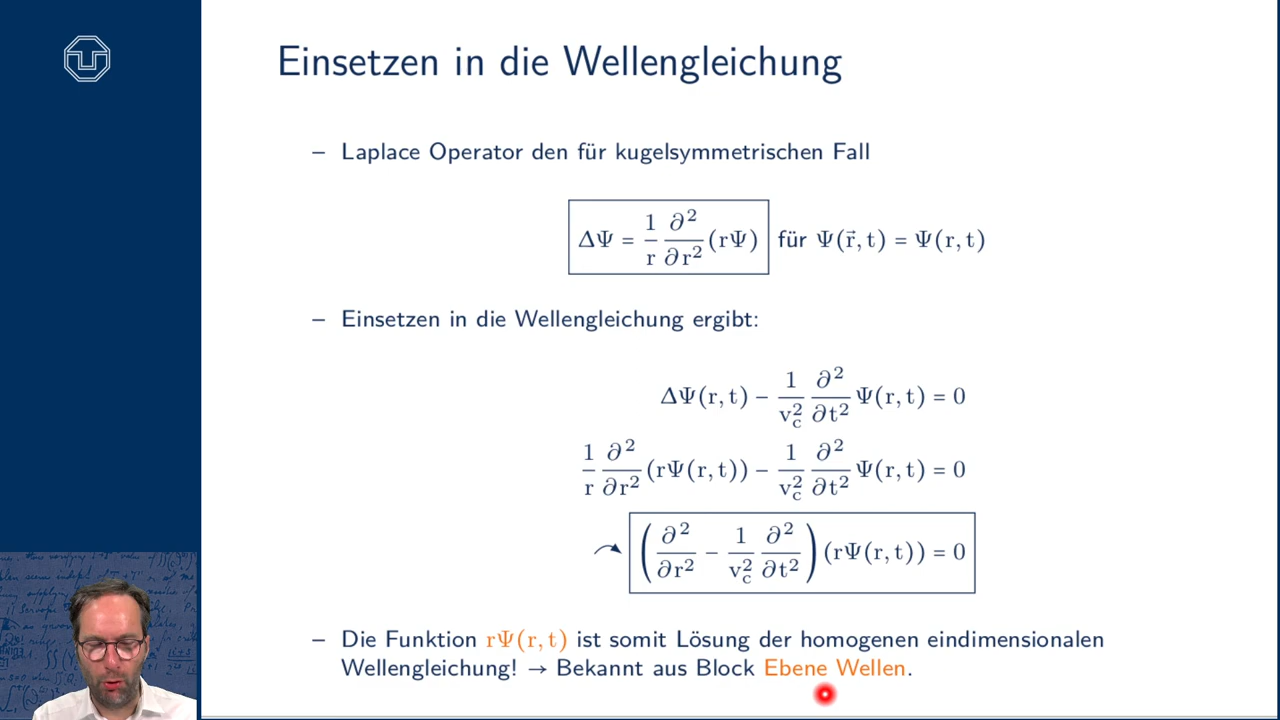 Einsetzen in die Wellengleichung
– Laplace Operator den für kugelsymmetrischen Fall
ΔΨ = 1/r ∂²/∂r² (rΨ) für Ψ(r⃗, t) = Ψ(r, t)
– Einsetzen in die Wellengleichung ergibt:
ΔΨ(r, t) – 1/v_c² ∂²/∂t² Ψ(r, t) = 0
1/r ∂²/∂r² (rΨ(r, t)) – 1/v_c² ∂²/∂t² Ψ(r, t) = 0
(∂²/∂r² – 1/v_c² ∂²/∂t²) (rΨ(r, t)) = 0
– Die Funktion rΨ(r, t) ist somit Lösung der homogenen eindimensionalen
Wellengleichung! → Bekannt aus Block Ebene Wellen.